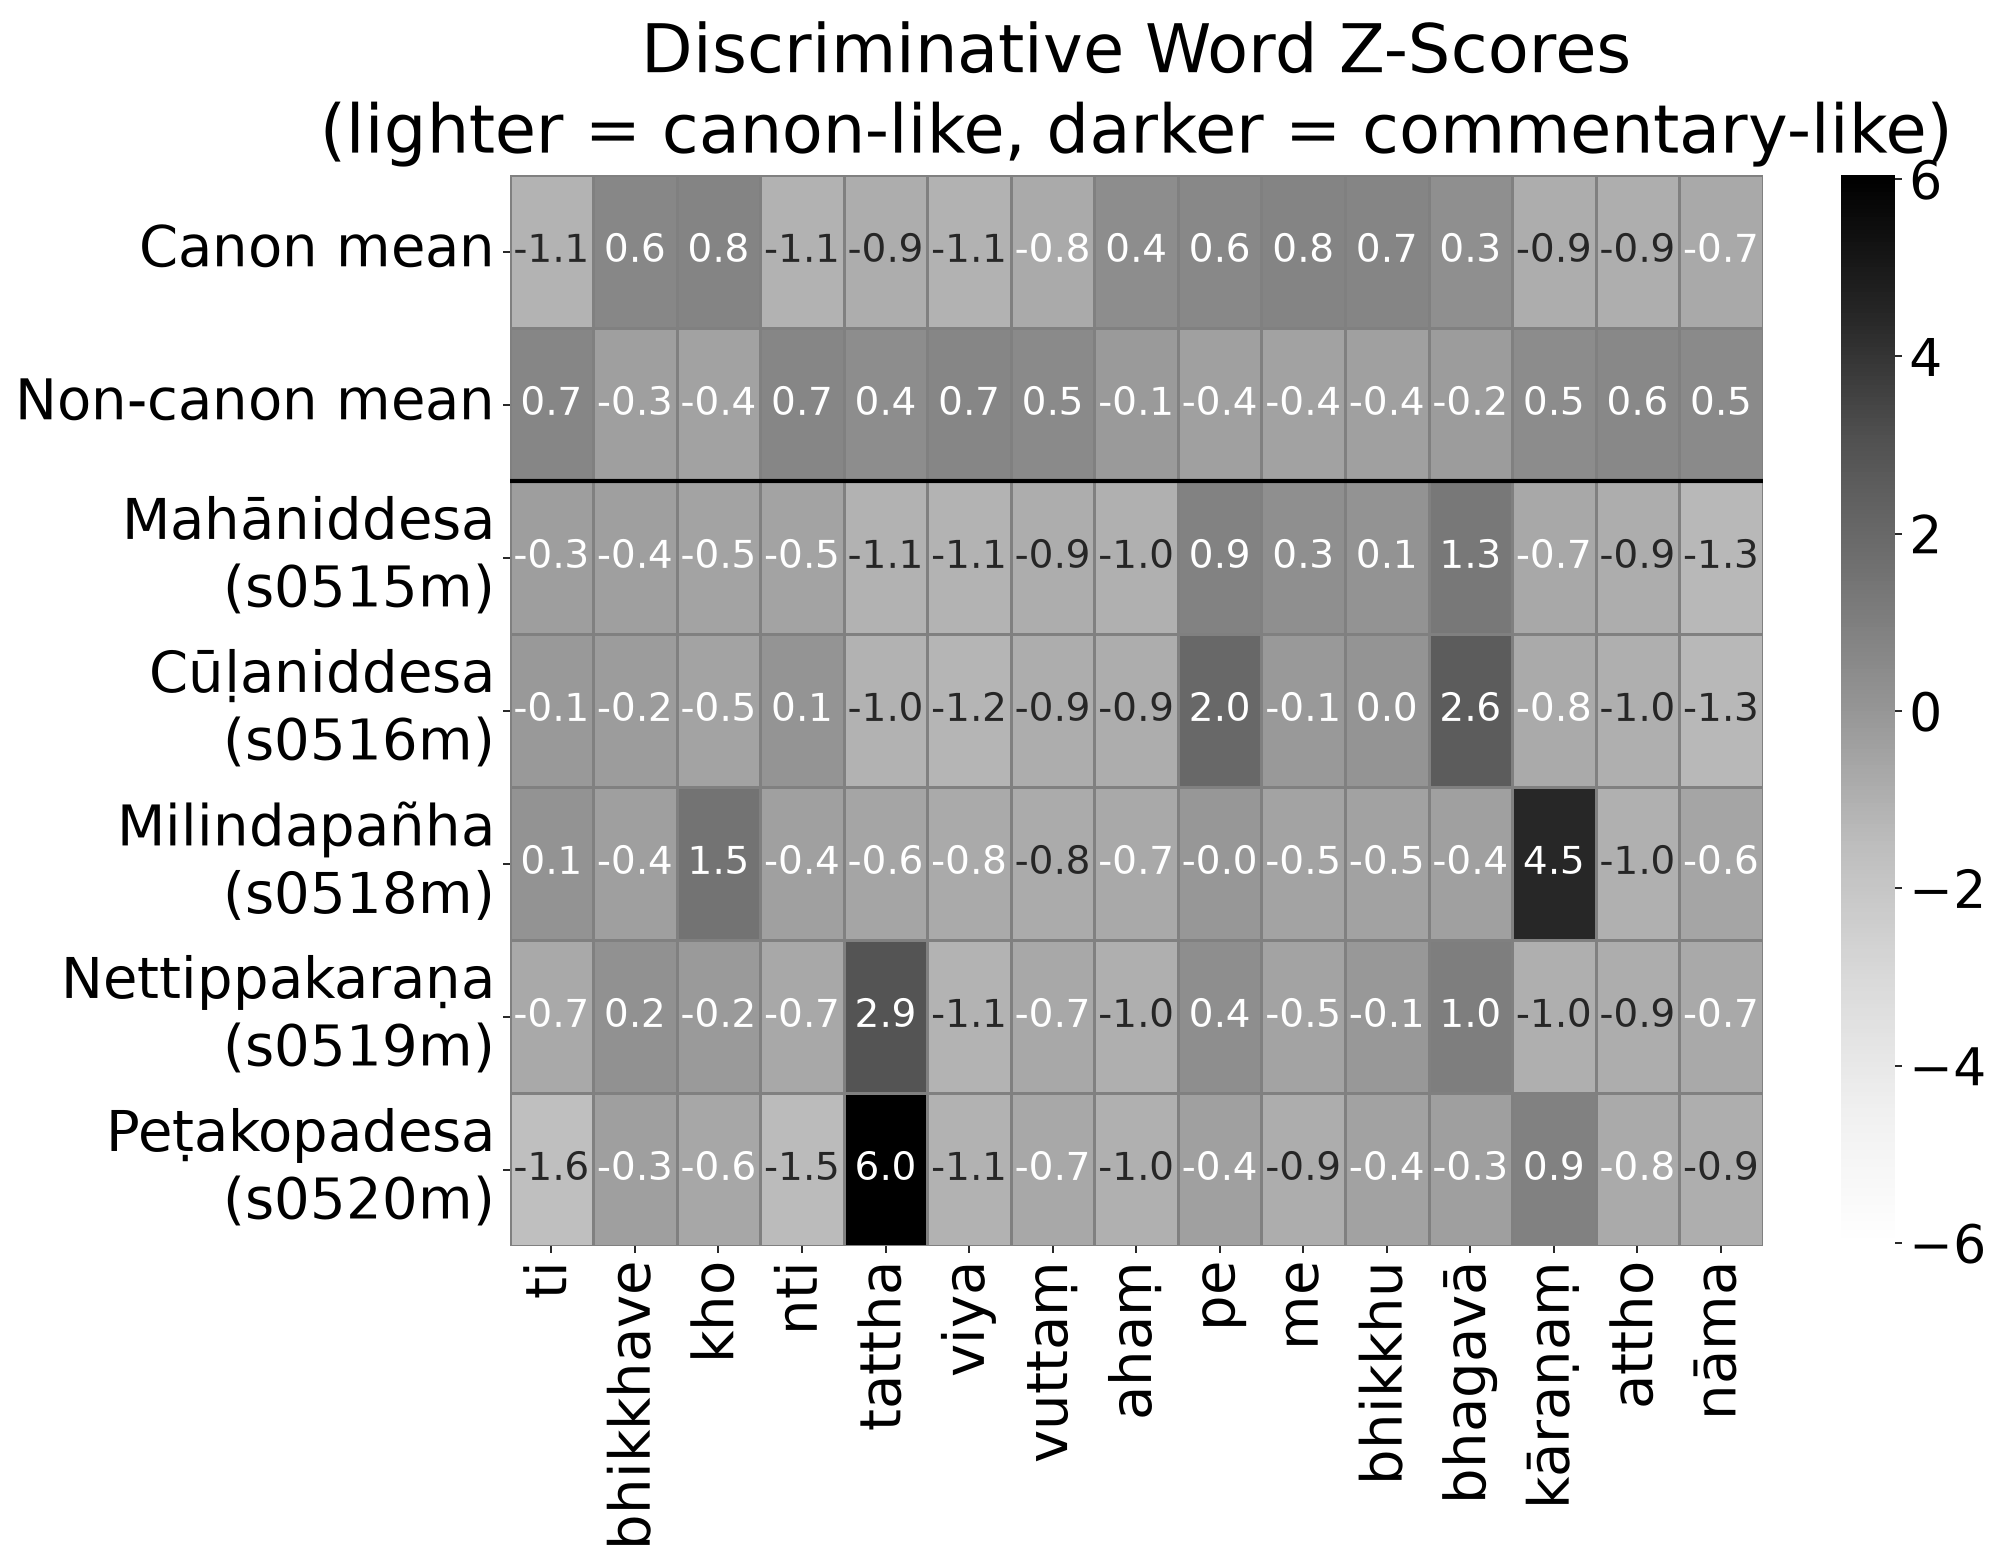 Discriminative Word Z-Scores
(lighter = canon-like, darker = commentary-like)
Canon mean -1.1 0.6 0.8 -1.1 -0.9 -1.1 -0.8 0.4 0.6 0.8 0.7 0.3 -0.9 -0.9 -0.7
Non-canon mean 0.7 -0.3 -0.4 0.7 0.4 0.7 0.5 -0.1 -0.4 -0.4 -0.4 -0.2 0.5 0.6 0.5
Mahāniddesa
(s0515m) -0.3 -0.4 -0.5 -0.5 -1.1 -1.1 -0.9 -1.0 0.9 0.3 0.1 1.3 -0.7 -0.9 -1.3
Cūḷaniddesa
(s0516m) -0.1 -0.2 -0.5 0.1 -1.0 -1.2 -0.9 -0.9 2.0 -0.1 0.0 2.6 -0.8 -1.0 -1.3
Milindapañha
(s0518m) 0.1 -0.4 1.5 -0.4 -0.6 -0.8 -0.8 -0.7 -0.0 -0.5 -0.5 -0.4 4.5 -1.0 -0.6
Nettippakaraṇa
(s0519m) -0.7 0.2 -0.2 -0.7 2.9 -1.1 -0.7 -1.0 0.4 -0.5 -0.1 1.0 -1.0 -0.9 -0.7
Peṭakopadesa
(s0520m) -1.6 -0.3 -0.6 -1.5 6.0 -1.1 -0.7 -1.0 -0.4 -0.9 -0.4 -0.3 0.9 -0.8 -0.9
ti
bhikkhave
kho
nti
tattha
viya
vuttaṃ
ahaṃ
pe
me
bhikkhu
bhagavā
kāraṇaṃ
attho
nāma
6
4
2
0
−2
−4
−6